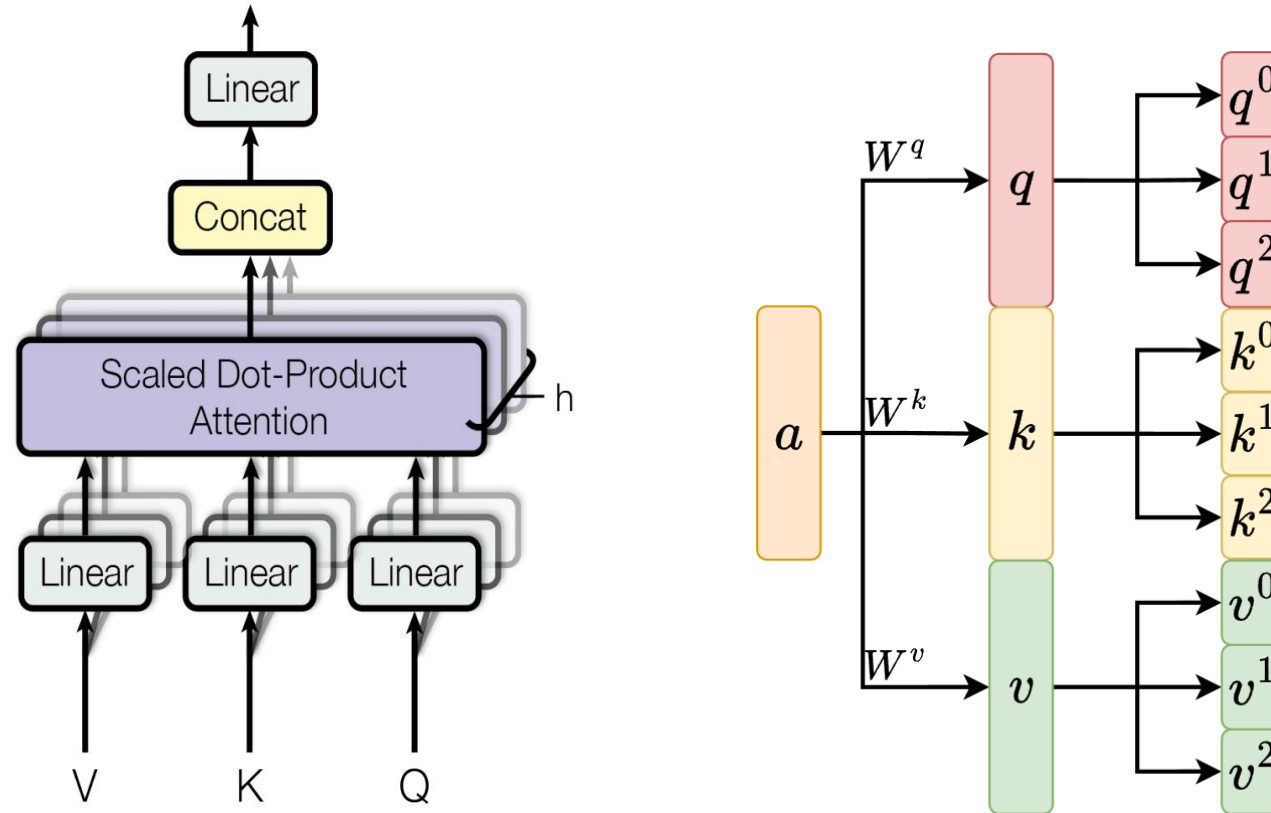 Linear
Concat
Scaled Dot-Product
Attention
h
Linear Linear Linear
V K Q
a
W^q
W^k
W^v
q
k
v
q^0
q^1
q^2
k^0
k^1
k^2
v^0
v^1
v^2